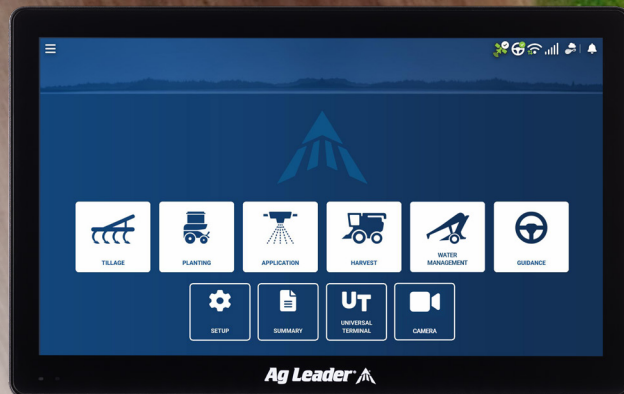 TILLAGE
PLANTING
APPLICATION
HARVEST
WATER
MANAGEMENT
GUIDANCE
SETUP
SUMMARY
UT
UNIVERSAL
TERMINAL
CAMERA
Ag Leader